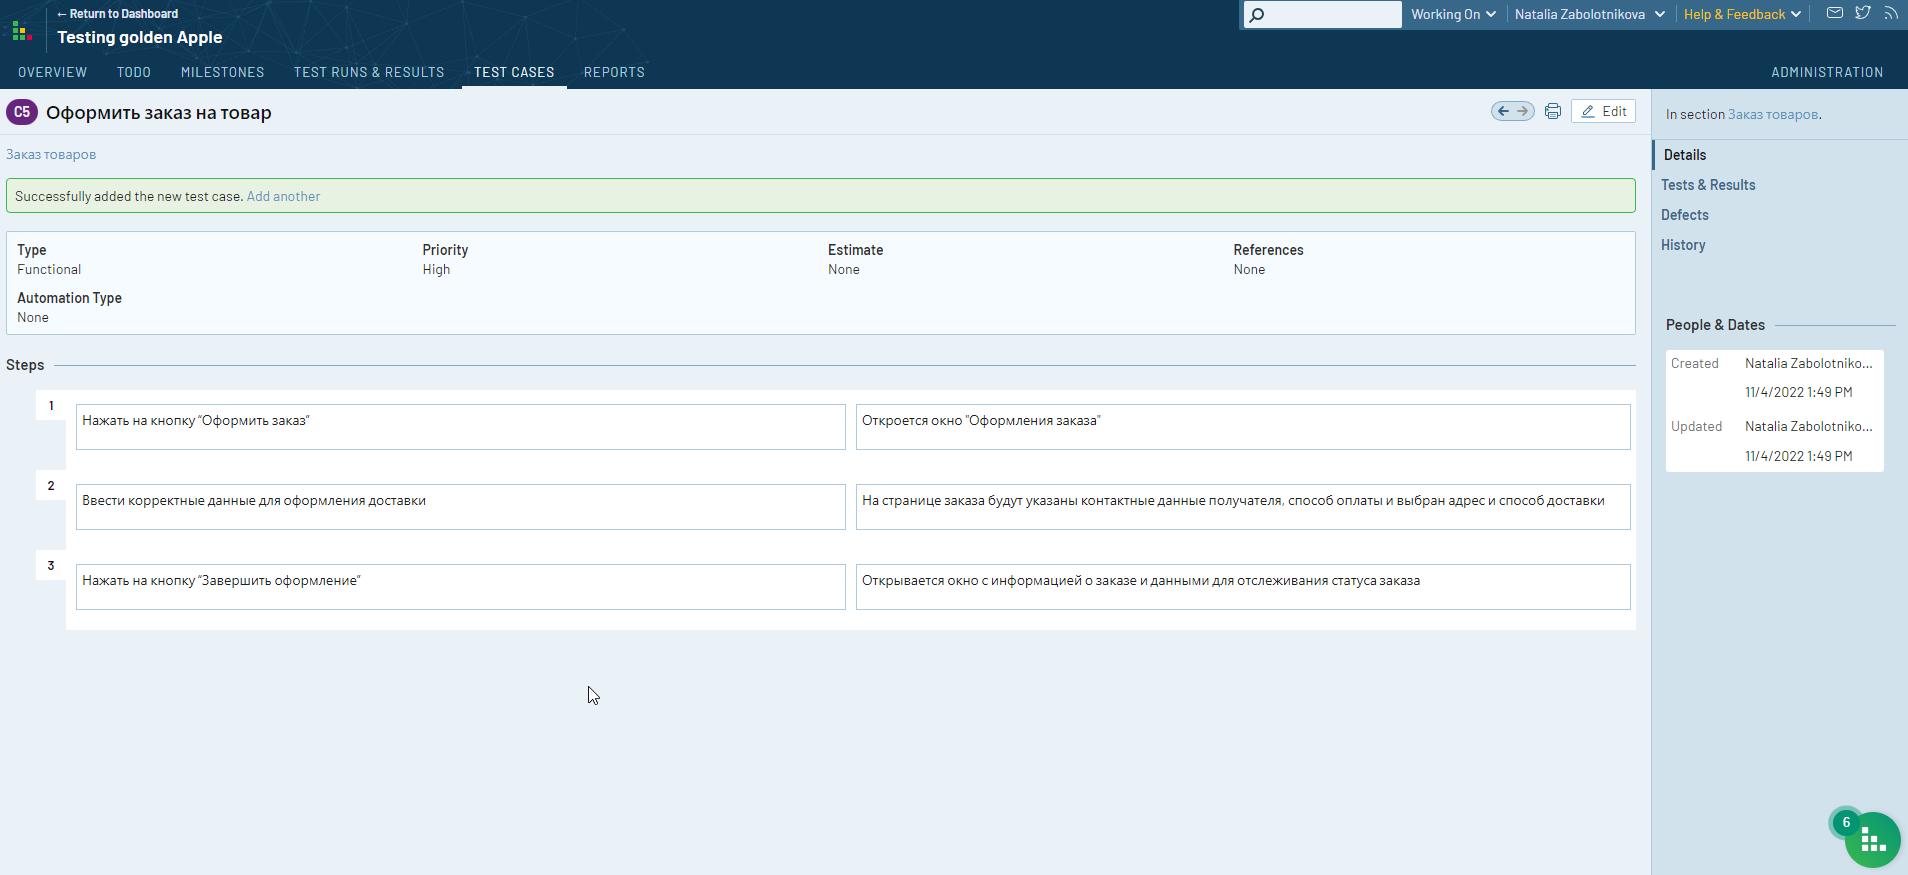 ← Return to Dashboard
Testing golden Apple
Working On
Natalia Zabolotnikova
Help & Feedback
OVERVIEW
TODO
MILESTONES
TEST RUNS & RESULTS
TEST CASES
REPORTS
ADMINISTRATION
C5
Оформить заказ на товар
Edit
Заказ товаров
Successfully added the new test case. Add another
Type
Priority
Estimate
References
Functional
High
None
None
Automation Type
None
Steps
1
Нажать на кнопку “Оформить заказ”
Откроется окно "Оформления заказа"
2
Ввести корректные данные для оформления доставки
На странице заказа будут указаны контактные данные получателя, способ оплаты и выбран адрес и способ доставки
3
Нажать на кнопку “Завершить оформление”
Открывается окно с информацией о заказе и данными для отслеживания статуса заказа
In section Заказ товаров.
Details
Tests & Results
Defects
History
People & Dates
Created
Natalia Zabolotniko...
11/4/2022 1:49 PM
Updated
Natalia Zabolotniko...
11/4/2022 1:49 PM
6